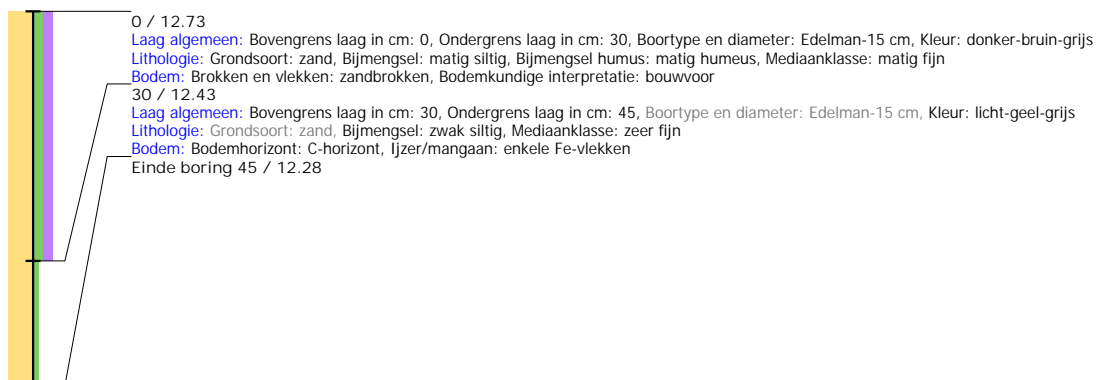 0 / 12.73
Laag algemeen: Bovengrens laag in cm: 0, Ondergrens laag in cm: 30, Boortype en diameter: Edelman-15 cm, Kleur: donker-bruin-grijs
Lithologie: Grondsoort: zand, Bijmengsel: matig siltig, Bijmengsel humus: matig humeus, Mediaanklasse: matig fijn
Bodem: Brokken en vlekken: zandbrokken, Bodemkundige interpretatie: bouwvoor
30 / 12.43
Laag algemeen: Bovengrens laag in cm: 30, Ondergrens laag in cm: 45, Boortype en diameter: Edelman-15 cm, Kleur: licht-geel-grijs
Lithologie: Grondsoort: zand, Bijmengsel: zwak siltig, Mediaanklasse: zeer fijn
Bodem: Bodemhorizont: C-horizont, Ijzer/mangaan: enkele Fe-vlekken
Einde boring 45 / 12.28